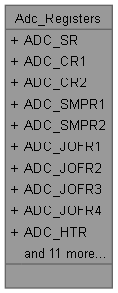 Adc_Registers
+ ADC_SR
+ ADC_CR1
+ ADC_CR2
+ ADC_SMPR1
+ ADC_SMPR2
+ ADC_JOFR1
+ ADC_JOFR2
+ ADC_JOFR3
+ ADC_JOFR4
+ ADC_HTR
and 11 more...